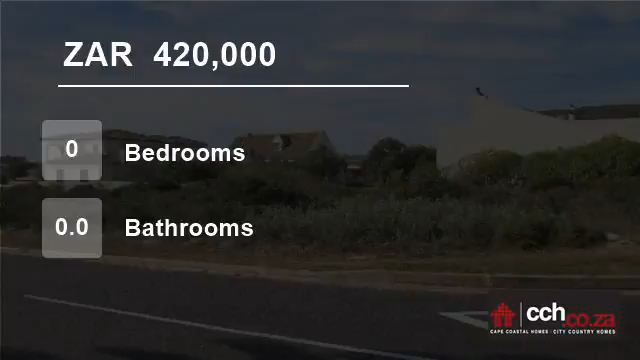 ZAR 420,000
0 Bedrooms
0.0 Bathrooms
cch.co.za
CAPE COASTAL HOMES · CITY COUNTRY HOMES